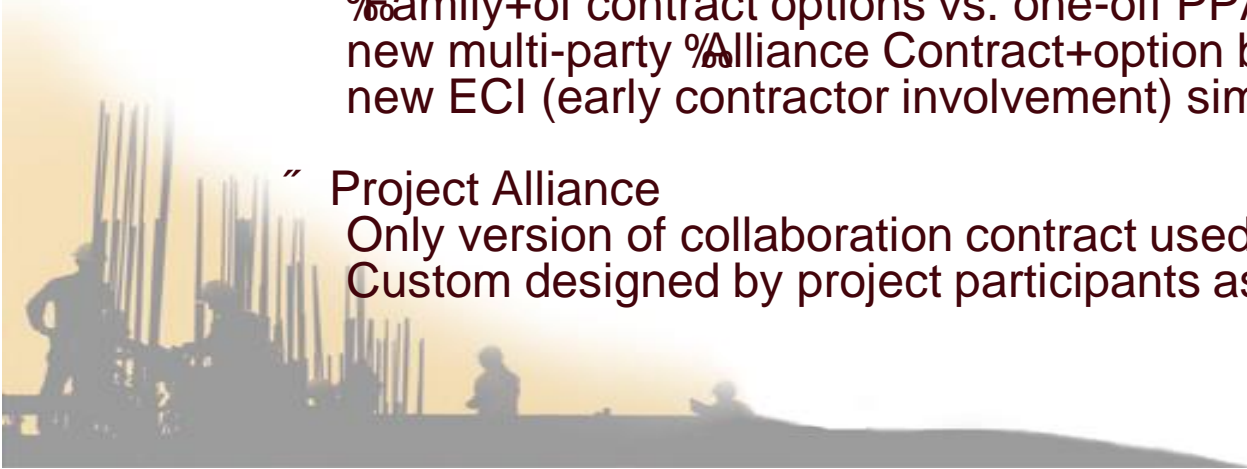 %Family+of contract options vs. one-off PPA
new multi-party %Alliance Contract+option b
new ECI (early contractor involvement) sim
˝ Project Alliance
Only version of collaboration contract used
Custom designed by project participants as